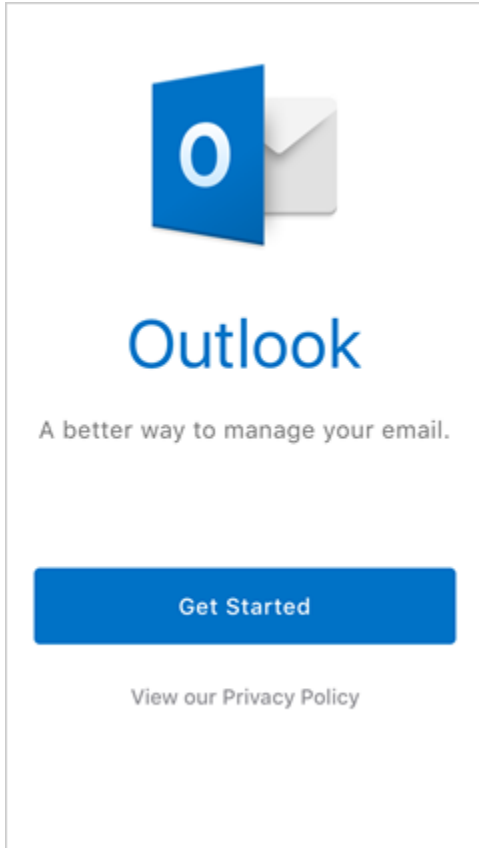 O
Outlook
A better way to manage your email.
Get Started
View our Privacy Policy